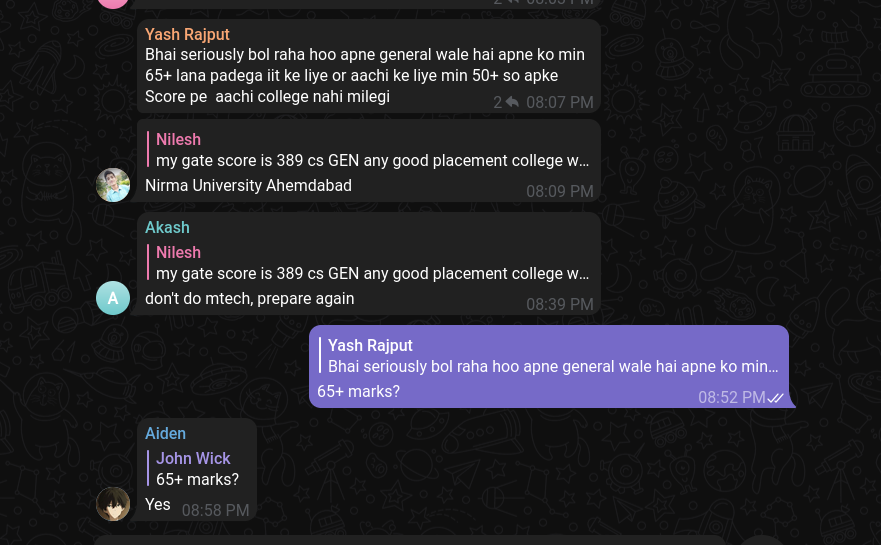 2 08:05 PM
Yash Rajput
Bhai seriously bol raha hoo apne general wale hai apne ko min
65+ lana padega iit ke liye or aachi ke liye min 50+ so apke
Score pe aachi college nahi milegi
2 08:07 PM
Nilesh
my gate score is 389 cs GEN any good placement college w...
Nirma University Ahemdabad
08:09 PM
Akash
Nilesh
my gate score is 389 cs GEN any good placement college w...
A
don't do mtech, prepare again
08:39 PM
Yash Rajput
Bhai seriously bol raha hoo apne general wale hai apne ko min...
65+ marks?
08:52 PM
Aiden
John Wick
65+ marks?
Yes 08:58 PM